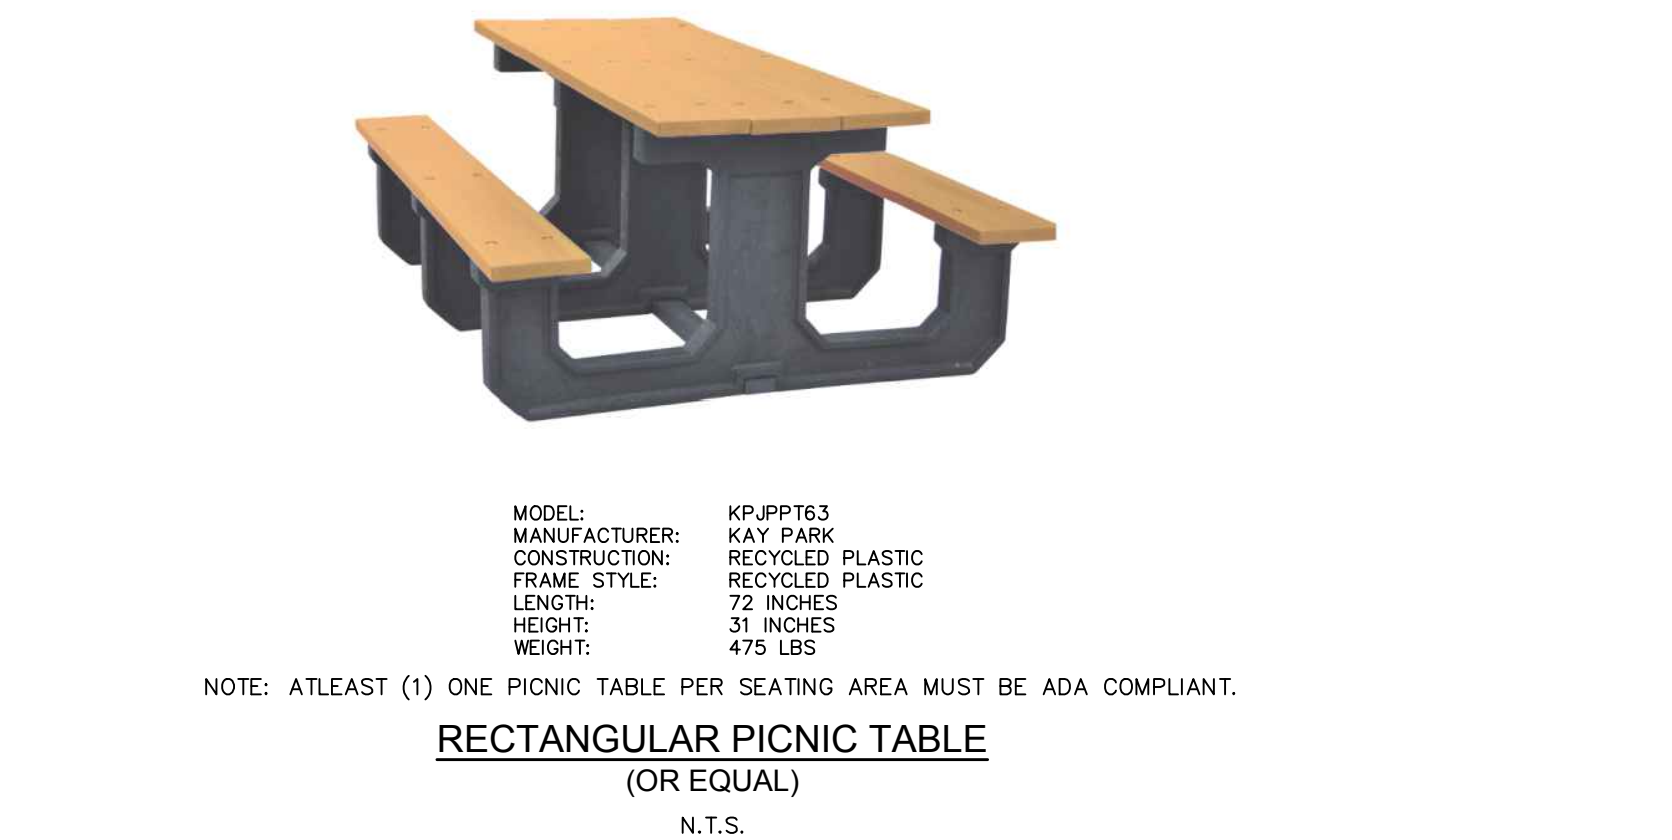 MODEL: KPJPPT63
MANUFACTURER: KAY PARK
CONSTRUCTION: RECYCLED PLASTIC
FRAME STYLE: RECYCLED PLASTIC
LENGTH: 72 INCHES
HEIGHT: 31 INCHES
WEIGHT: 475 LBS
NOTE: ATLEAST (1) ONE PICNIC TABLE PER SEATING AREA MUST BE ADA COMPLIANT.
RECTANGULAR PICNIC TABLE
(OR EQUAL)
N.T.S.